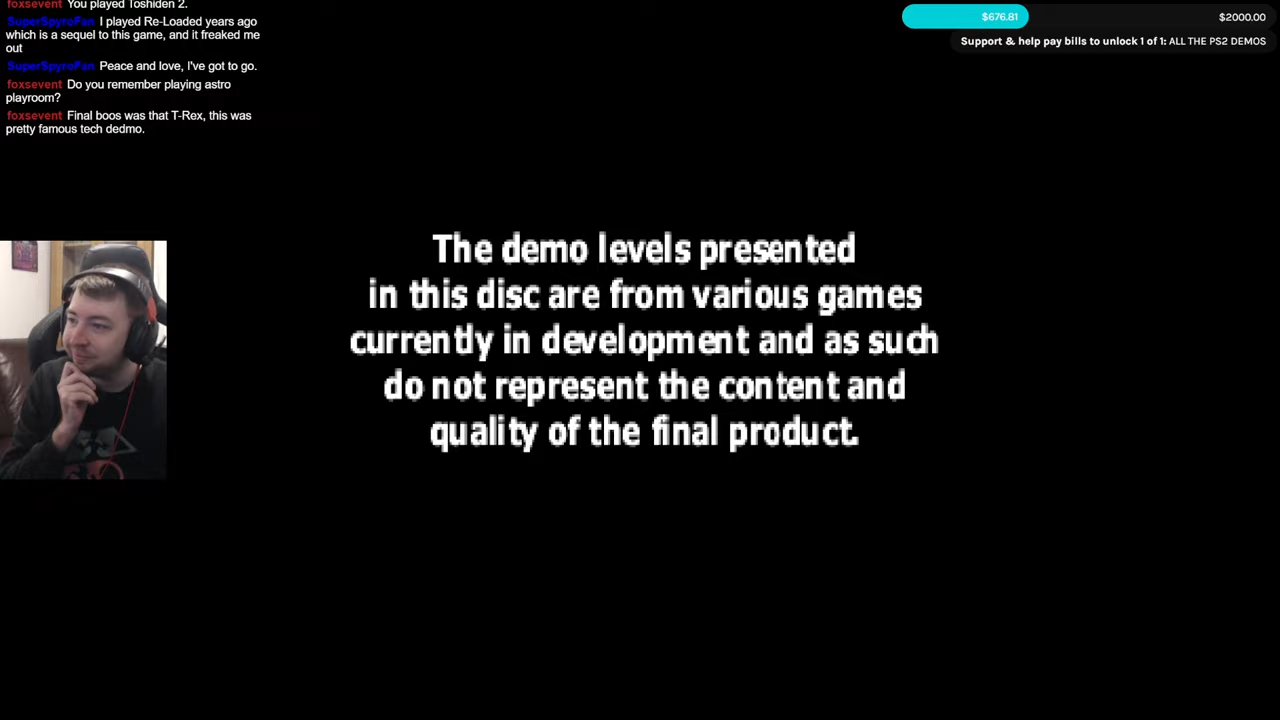 foxsevent You played Toshiden 2.
SuperSpyroFan I played Re-Loaded years ago
which is a sequel to this game, and it freaked me
out
SuperSpyroFan Peace and love, I've got to go.
foxsevent Do you remember playing astro
playroom?
foxsevent Final boos was that T-Rex, this was
pretty famous tech dedmo.
$676.81
$2000.00
Support & help pay bills to unlock 1 of 1: ALL THE PS2 DEMOS
The demo levels presented
in this disc are from various games
currently in development and as such
do not represent the content and
quality of the final product.